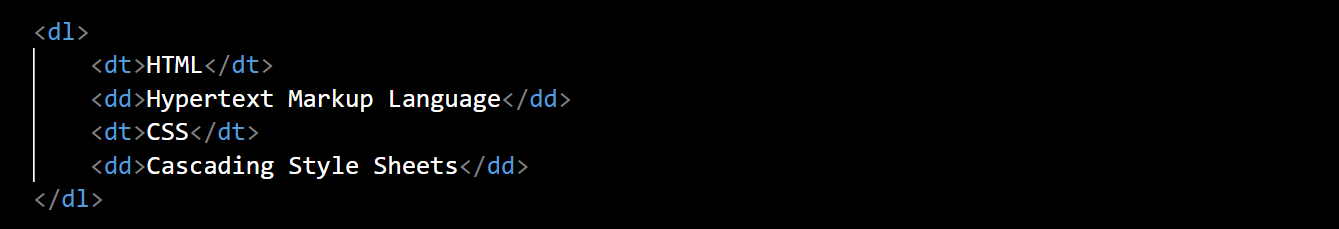 <dl>
    <dt>HTML</dt>
    <dd>Hypertext Markup Language</dd>
    <dt>CSS</dt>
    <dd>Cascading Style Sheets</dd>
</dl>